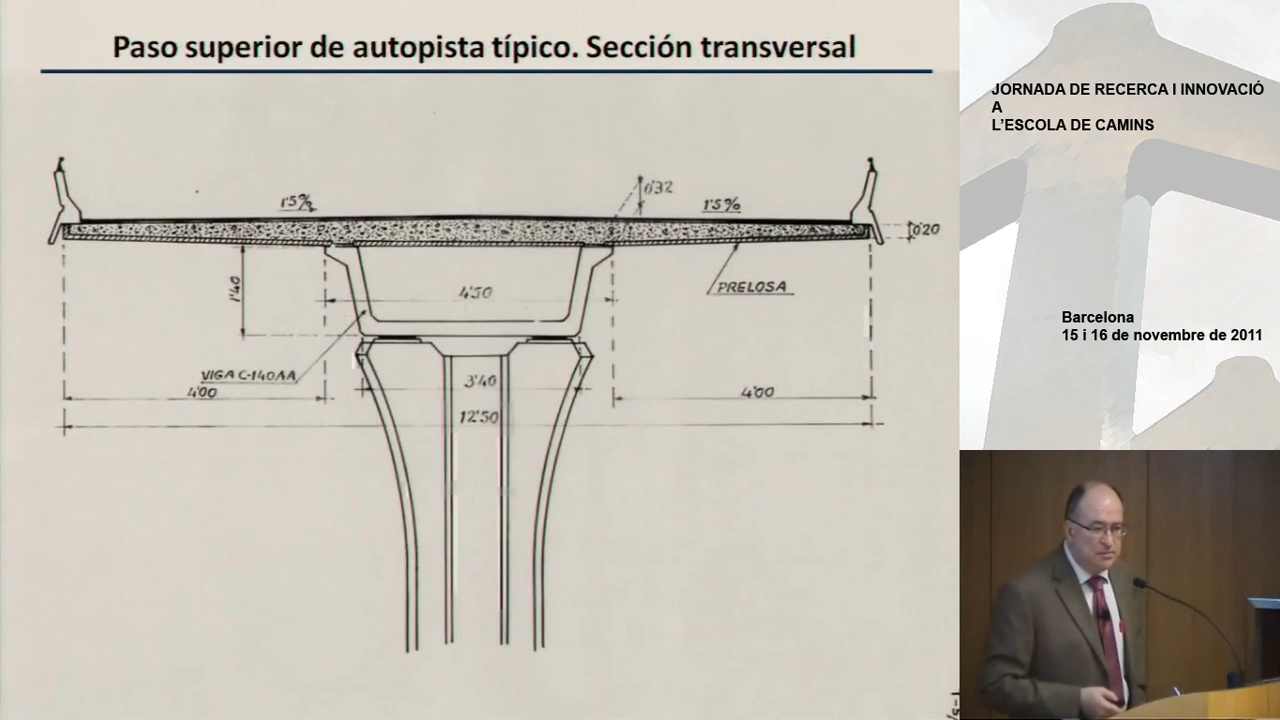 Paso superior de autopista típico. Sección transversal
1'5%
0'32
1'5%
0'20
1'40
4'50
PRELOSA
VIGA C-140AA
3'40
4'00
4'00
12'50
JORNADA DE RECERCA I INNOVACIÓ
A
L'ESCOLA DE CAMINS
Barcelona
15 i 16 de novembre de 2011